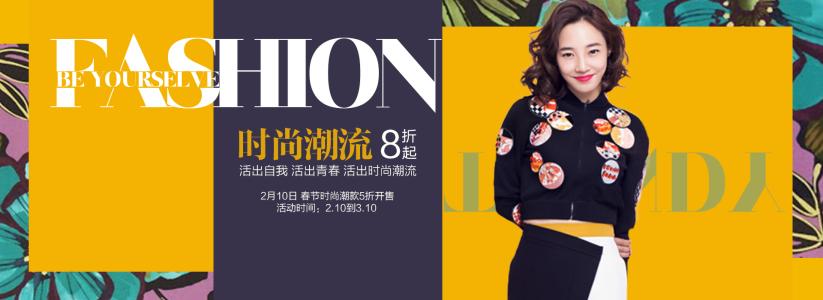 FASHION
BE YOURSELVE
时尚潮流 8折起
活出自我 活出青春 活出时尚潮流
2月10日 春节时尚潮款5折开售
活动时间：2.10到3.10